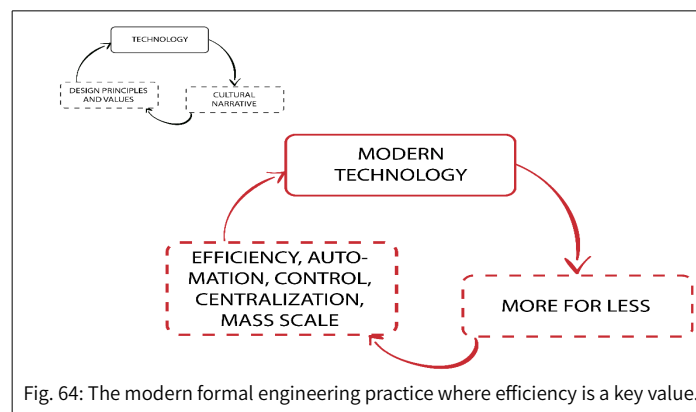 TECHNOLOGY
DESIGN PRINCIPLES
AND VALUES
CULTURAL
NARRATIVE
MODERN
TECHNOLOGY
EFFICIENCY, AUTO-
MATION, CONTROL,
CENTRALIZATION,
MASS SCALE
MORE FOR LESS
Fig. 64: The modern formal engineering practice where efficiency is a key value.